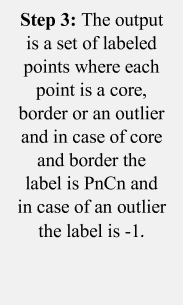 Step 3: The output
is a set of labeled
points where each
point is a core,
border or an outlier
and in case of core
and border the
label is PnCn and
in case of an outlier
the label is -1.